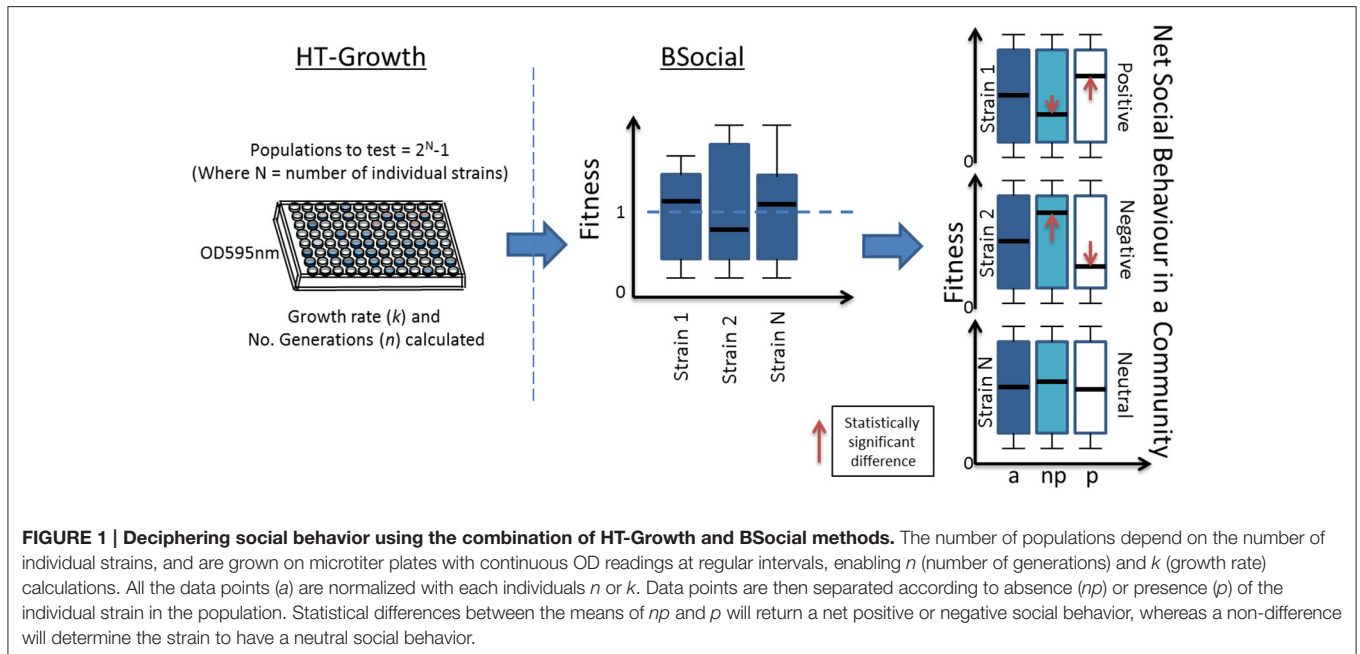 HT-Growth
Populations to test = 2^N-1
(Where N = number of individual strains)
OD595nm
Growth rate (k) and
No. Generations (n) calculated
BSocial
Fitness
1
0
Strain 1
Strain 2
Strain N
Statistically
significant
difference
Fitness
Strain 1
0
Positive
Strain 2
0
Negative
Strain N
0
Neutral
a np p
Net Social Behaviour in a Community
FIGURE 1 | Deciphering social behavior using the combination of HT-Growth and BSocial methods. The number of populations depend on the number of
individual strains, and are grown on microtiter plates with continuous OD readings at regular intervals, enabling n (number of generations) and k (growth rate)
calculations. All the data points (a) are normalized with each individuals n or k. Data points are then separated according to absence (np) or presence (p) of the
individual strain in the population. Statistical differences between the means of np and p will return a net positive or negative social behavior, whereas a non-difference
will determine the strain to have a neutral social behavior.